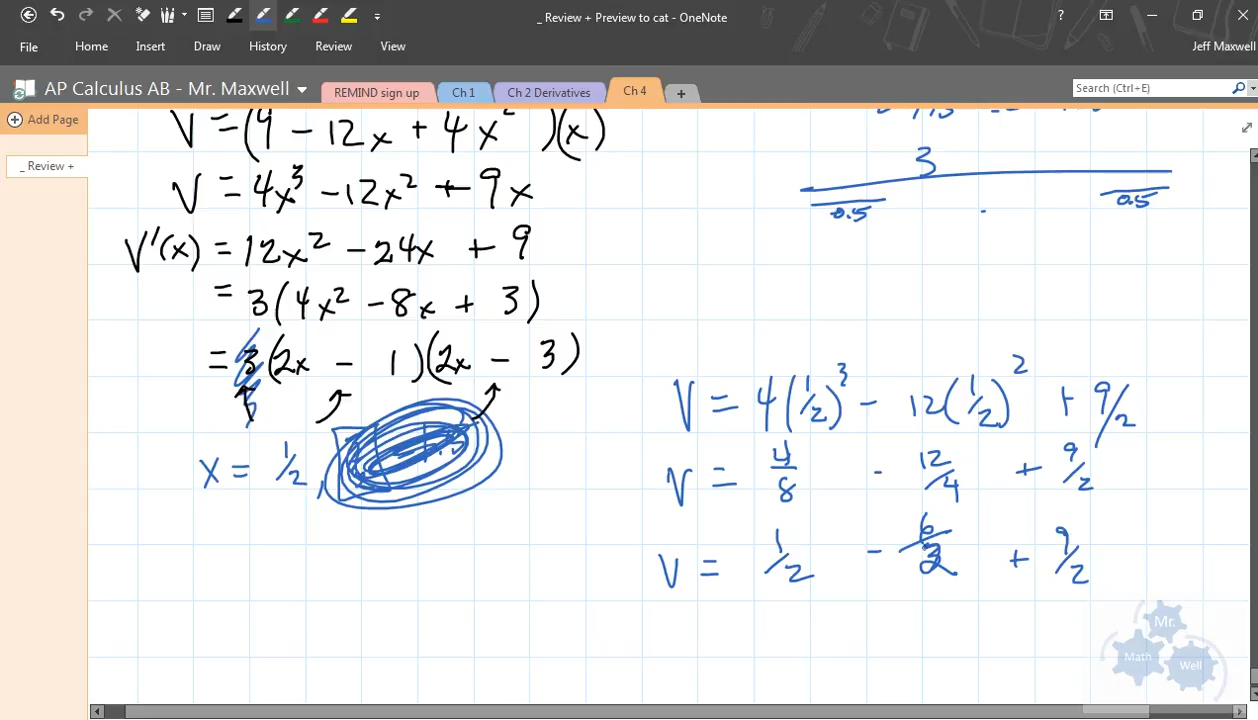 _ Review + Preview to cat - OneNote
?
Jeff Maxwell
File Home Insert Draw History Review View
AP Calculus AB - Mr. Maxwell
REMIND sign up
Ch 1
Ch 2 Derivatives
Ch 4
+
Search (Ctrl+E)
Add Page
_ Review +
V = (9 - 12x + 4x²)(x)
V = 4x³ - 12x² + 9x
V'(x) = 12x² - 24x + 9
= 3(4x² - 8x + 3)
= 3(2x - 1)(2x - 3)
x = 1/2,
3
0.5 0.5
V = 4(1/2)³ - 12(1/2)² + 9/2
V = 4/8 - 12/4 + 9/2
V = 1/2 - 6/2 + 9/2
Mr.
Math
Well